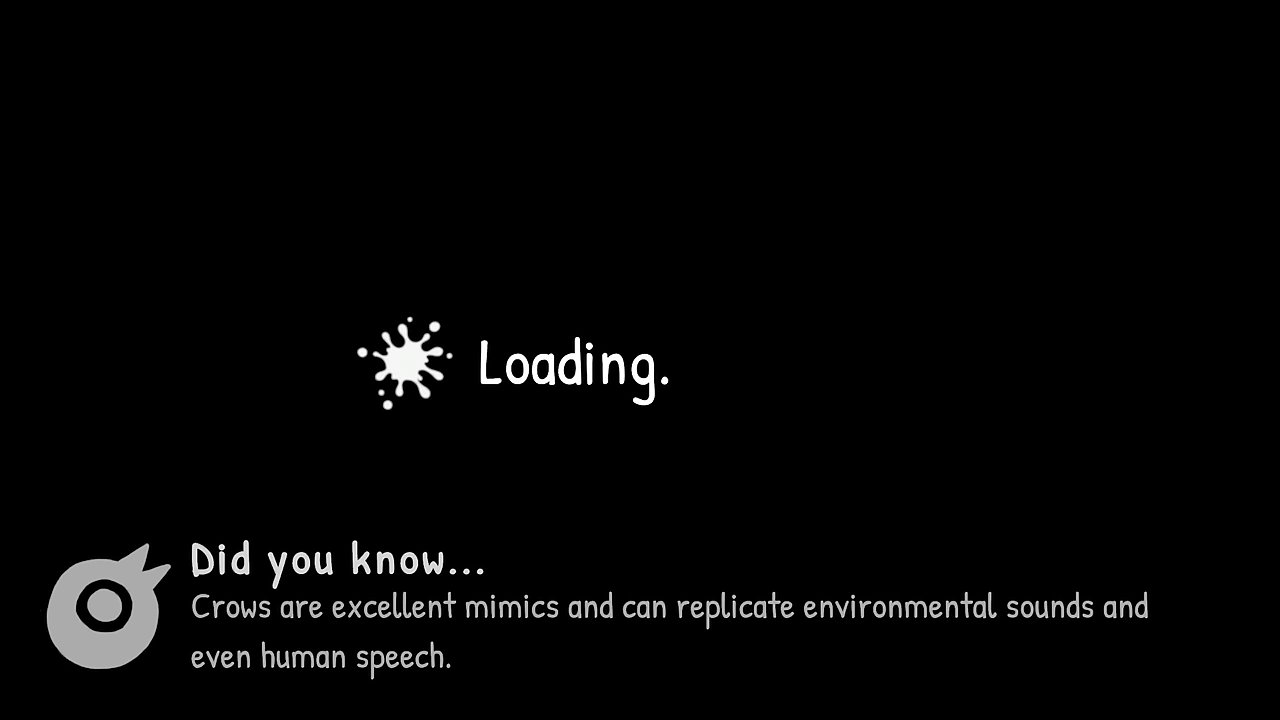 Loading.
Did you know...
Crows are excellent mimics and can replicate environmental sounds and
even human speech.